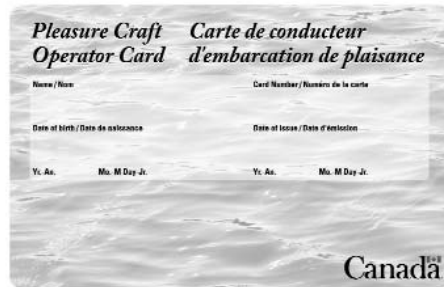 Pleasure Craft Carte de conducteur
Operator Card d'embarcation de plaisance
Name / Nom Card Number / Numéro de la carte
Date of birth / Date de naissance Date of issue / Date d'émission
Yr. An. Mo. M Day Jr. Yr. An. Mo. M Day Jr.
Canada